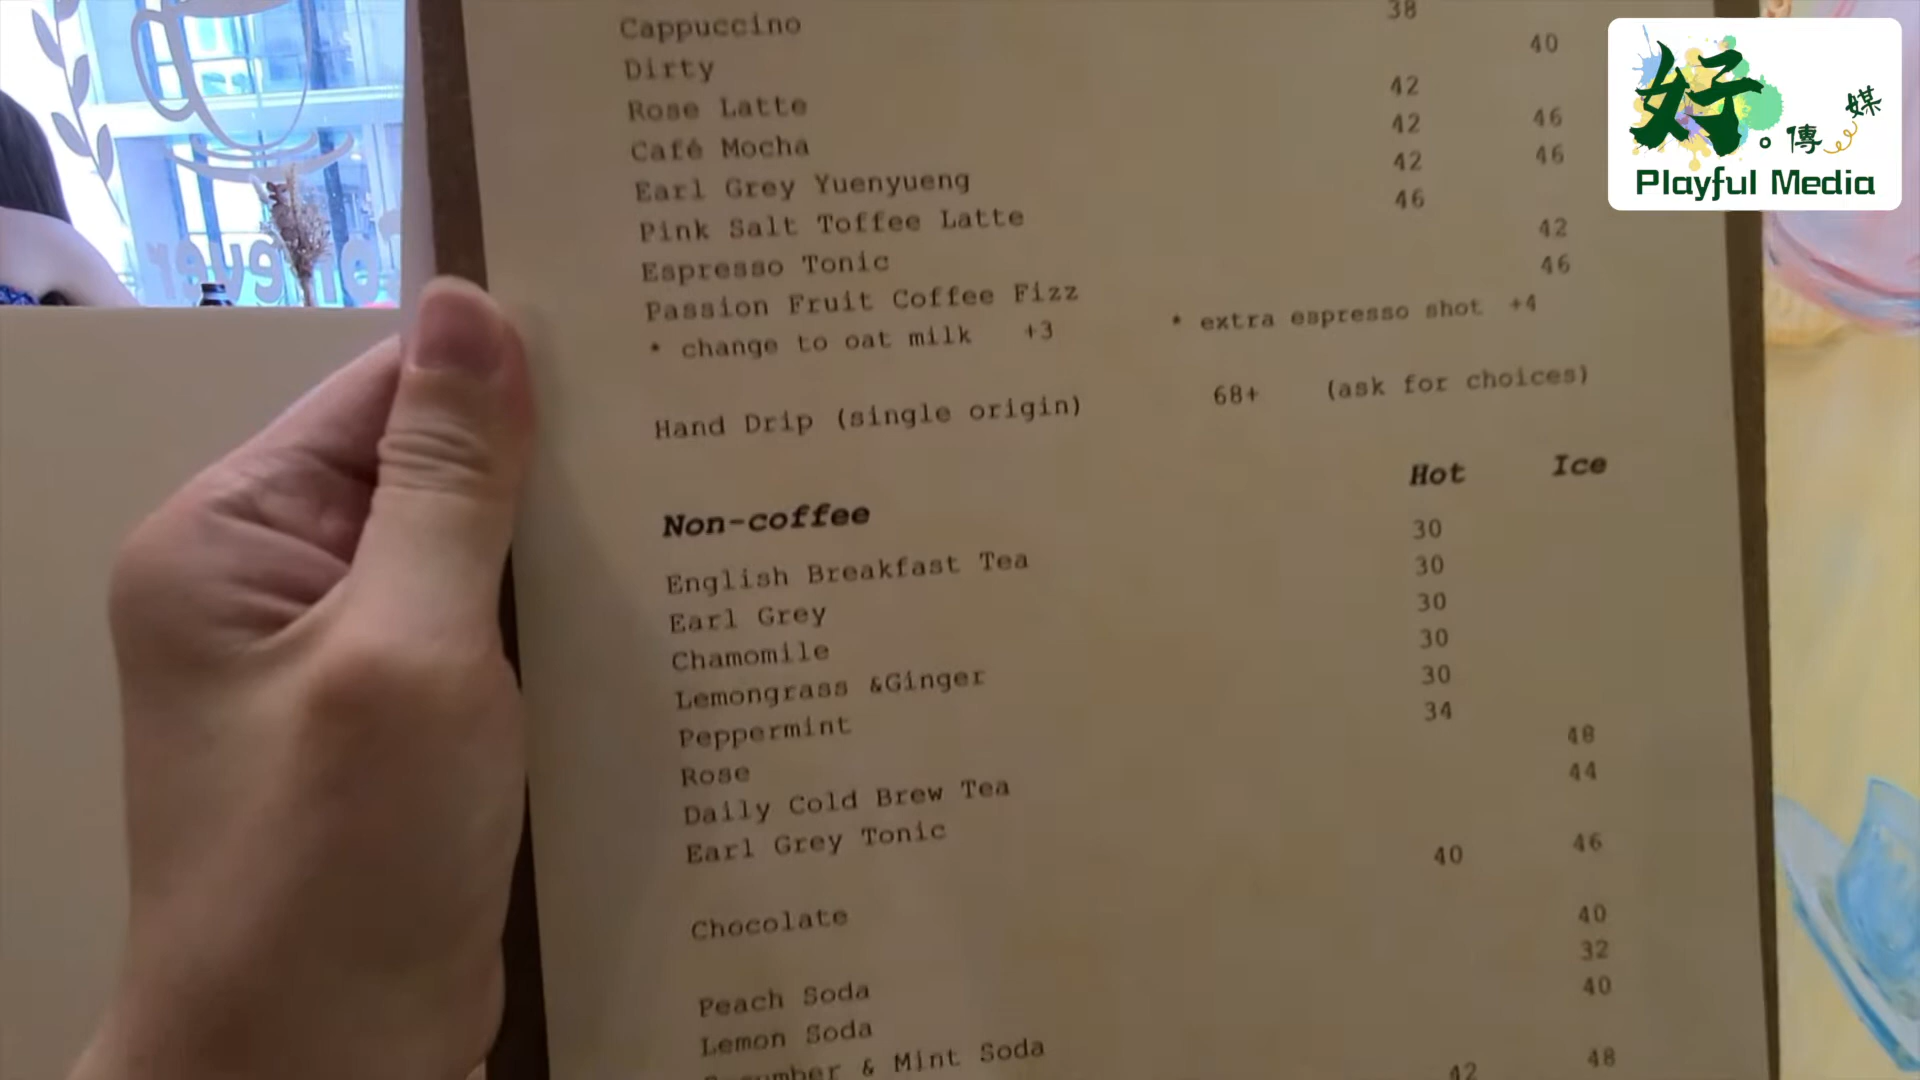 Cappuccino 38
Dirty 40
Rose Latte 42
Café Mocha 42 46
Earl Grey Yuenyueng 42 46
Pink Salt Toffee Latte 46
Espresso Tonic 42
Passion Fruit Coffee Fizz 46
* change to oat milk +3 * extra espresso shot +4
Hand Drip (single origin) 68+ (ask for choices)
Non-coffee Hot Ice
English Breakfast Tea 30
Earl Grey 30
Chamomile 30
Lemongrass &Ginger 30
Peppermint 30
Rose 34
Daily Cold Brew Tea 48
Earl Grey Tonic 44
Chocolate 40 46
Peach Soda 40
Lemon Soda 32
& Mint Soda 40
42 48
好。傳媒
Playful Media
forever